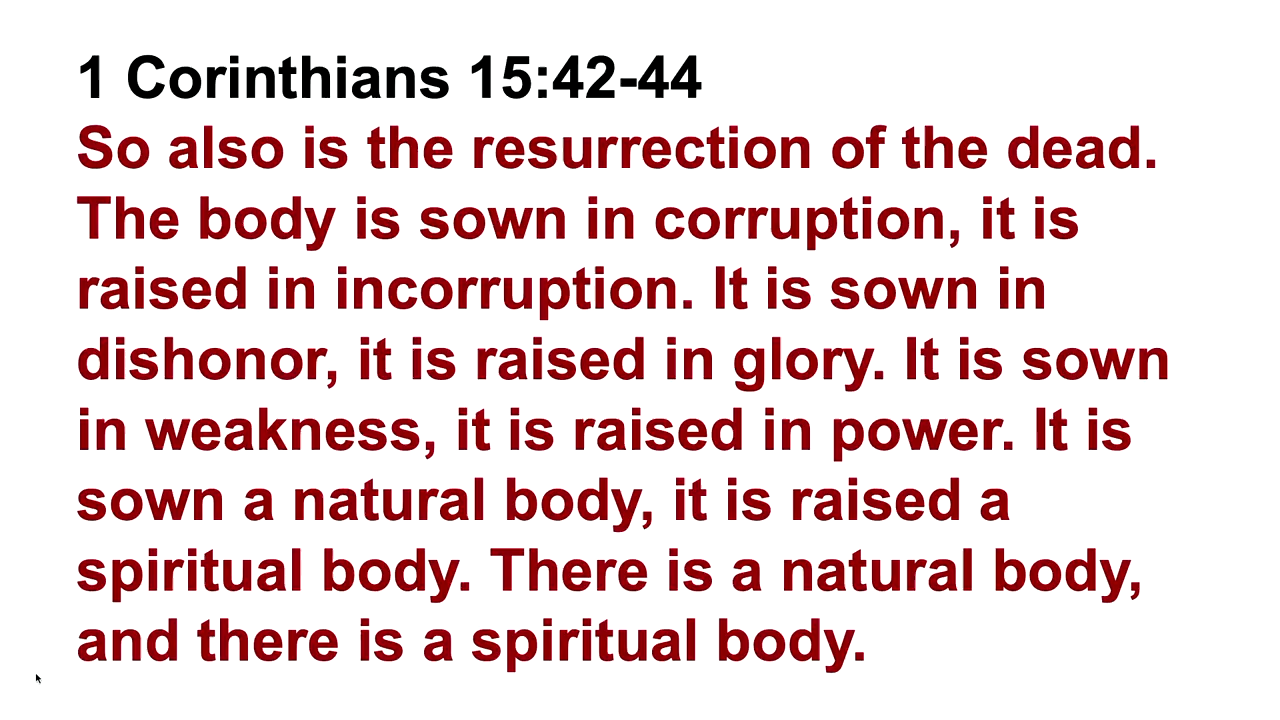 1 Corinthians 15:42-44
So also is the resurrection of the dead.
The body is sown in corruption, it is
raised in incorruption. It is sown in
dishonor, it is raised in glory. It is sown
in weakness, it is raised in power. It is
sown a natural body, it is raised a
spiritual body. There is a natural body,
and there is a spiritual body.